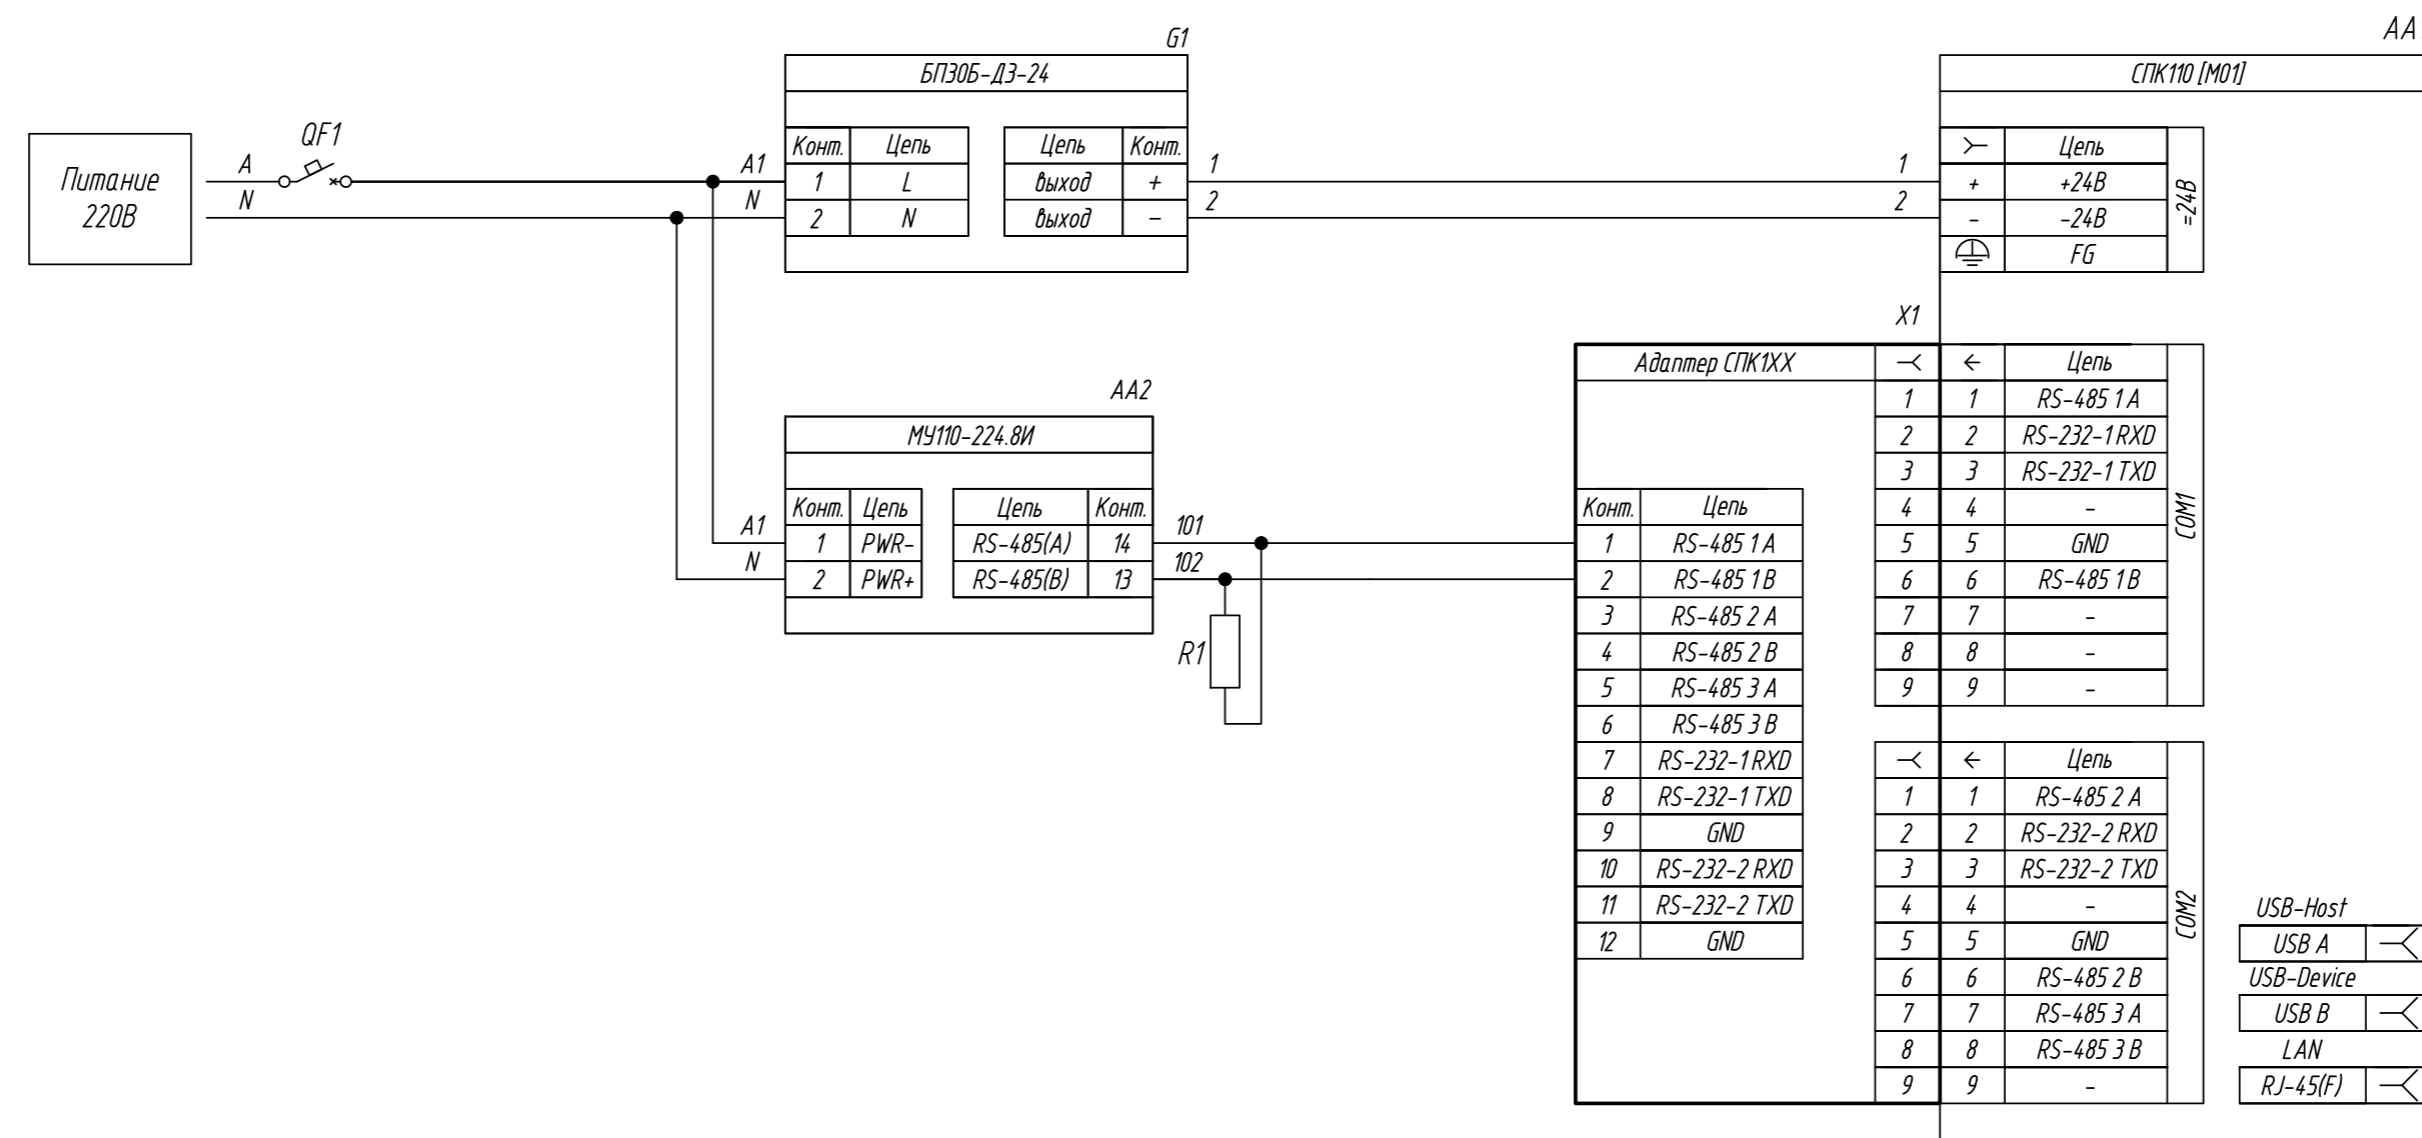 G1
AA
БП30Б-Д3-24
СПК110 [М01]
QF1
Питание
220В
A
N
A1
N
Конт. Цепь Цепь Конт.
1 L выход +
2 N выход -
1
2
1
2
Цепь
+ +24В
- -24В
FG
=24В
X1
AA2
МУ110-224.8И
A1
N
Конт. Цепь Цепь Конт.
1 PWR- RS-485(A) 14
2 PWR+ RS-485(B) 13
101
102
R1
Адаптер СПК1ХХ
Конт. Цепь
1 RS-485 1 A
2 RS-485 1 B
3 RS-485 2 A
4 RS-485 2 B
5 RS-485 3 A
6 RS-485 3 B
7 RS-232-1 RXD
8 RS-232-1 TXD
9 GND
10 RS-232-2 RXD
11 RS-232-2 TXD
12 GND
Цепь
1 1 RS-485 1 A
2 2 RS-232-1 RXD
3 3 RS-232-1 TXD
4 4 -
5 5 GND
6 6 RS-485 1 B
7 7 -
8 8 -
9 9 -
COM1
Цепь
1 1 RS-485 2 A
2 2 RS-232-2 RXD
3 3 RS-232-2 TXD
4 4 -
5 5 GND
6 6 RS-485 2 B
7 7 RS-485 3 A
8 8 RS-485 3 B
9 9 -
COM2
USB-Host
USB A
USB-Device
USB B
LAN
RJ-45(F)